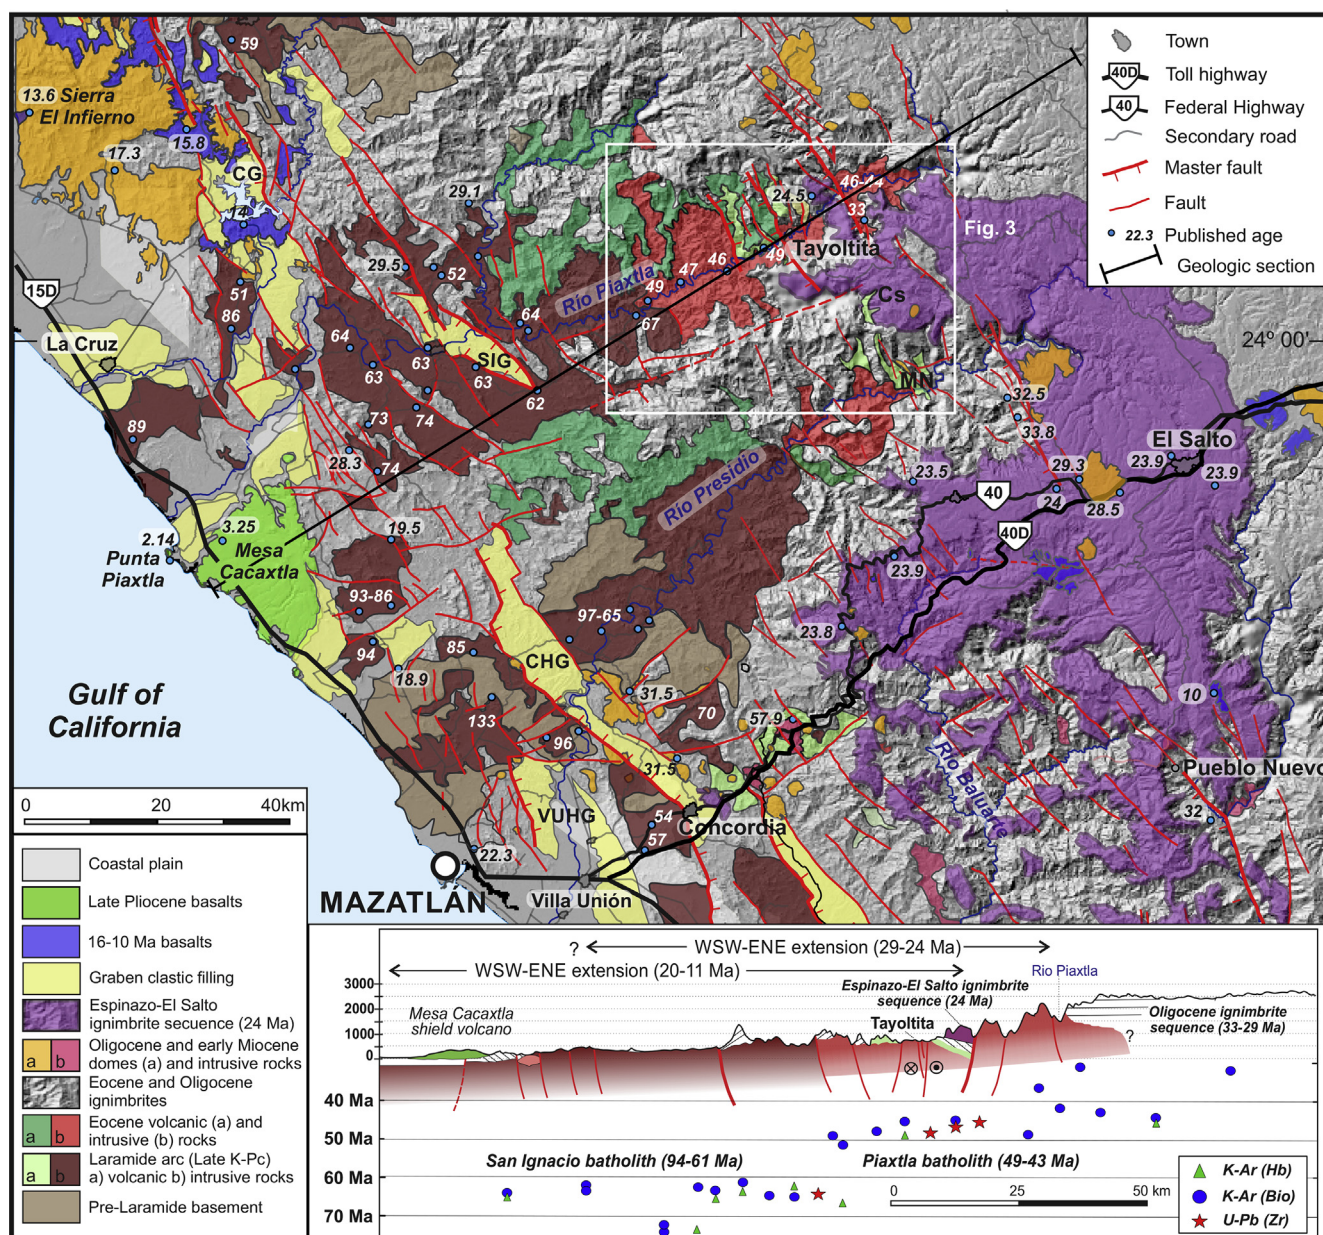 59
13.6 Sierra
El Infierno
15.8
17.3
CG
14
29.1
24.5
46-44
33
Fig. 3
Tayoltita
49
46
47
49
67
Río Piaxtla
29.5
52
51
86
64
64
63
63
63
SIG
62
Cs
MN
15D
La Cruz
24° 00'
89
73
74
28.3
74
32.5
33.8
El Salto
23.9
23.9
29.3
28.5
24
23.5
40
40D
Río Presidio
2.14
Punta
Piaxtla
3.25
Mesa
Cacaxtla
19.5
93-86
94
18.9
85
97-65
23.9
23.8
CHG
31.5
70
57.9
133
96
31.5
Gulf of
California
10
Río Baluarte
Pueblo Nuevo
32
VUHG
54
57
Concordia
22.3
MAZATLÁN
Villa Unión
Town
40D Toll highway
40 Federal Highway
Secondary road
Master fault
Fault
22.3 Published age
Geologic section
0 20 40km
Coastal plain
Late Pliocene basalts
16-10 Ma basalts
Graben clastic filling
Espinazo-El Salto
ignimbrite secuence (24 Ma)
a b Oligocene and early Miocene
domes (a) and intrusive rocks
Eocene and Oligocene
ignimbrites
a b Eocene volcanic (a) and
intrusive (b) rocks
a b Laramide arc (Late K-Pc)
a) volcanic b) intrusive rocks
Pre-Laramide basement
? WSW-ENE extension (29-24 Ma)
WSW-ENE extension (20-11 Ma)
Rio Piaxtla
3000
2000
1000
0
Mesa Cacaxtla
shield volcano
Espinazo-El Salto ignimbrite
sequence (24 Ma)
Tayoltita
Oligocene ignimbrite
sequence (33-29 Ma)
?
40 Ma
50 Ma
60 Ma
70 Ma
San Ignacio batholith (94-61 Ma)
Piaxtla batholith (49-43 Ma)
0 25 50 km
K-Ar (Hb)
K-Ar (Bio)
U-Pb (Zr)